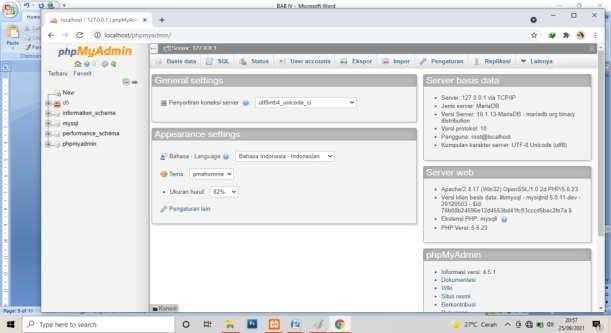 BAB IV - Microsoft Word
localhost / 127.0.0.1 | phpMyAdm
localhost/phpmyadmin/
Home
Paste
phpMyAdmin
Terbaru Favorit
New
d5
information_schema
mysql
performance_schema
phpmyadmin
Server: 127.0.0.1
Basis data SQL Status User accounts Ekspor Impor Pengaturan Replikasi Lainnya
General settings
Penyortiran koneksi server utf8mb4_unicode_ci
Appearance settings
Bahasa - Language Bahasa Indonesia - Indonesian
Tema: pmahomme
Ukuran huruf: 82%
Pengaturan lain
Server basis data
Server: 127.0.0.1 via TCP/IP
Jenis server: MariaDB
Versi Server: 10.1.13-MariaDB - mariadb.org binary
distribution
Versi protokol: 10
Pengguna: root@localhost
Kumpulan karakter server: UTF-8 Unicode (utf8)
Server web
Apache/2.4.17 (Win32) OpenSSL/1.0.2d PHP/5.6.23
Versi klien basis data: libmysql - mysqlnd 5.0.11-dev -
20120503 - $Id:
Ekstensi PHP: mysqli
PHP Versi: 5.6.23
phpMyAdmin
Informasi versi: 4.5.1
Dokumentasi
Wiki
Situs resmi
Berkontribusi
Konsol
Page: 8 of 11
Type here to search
27°C Cerah
20:57
25/08/2021